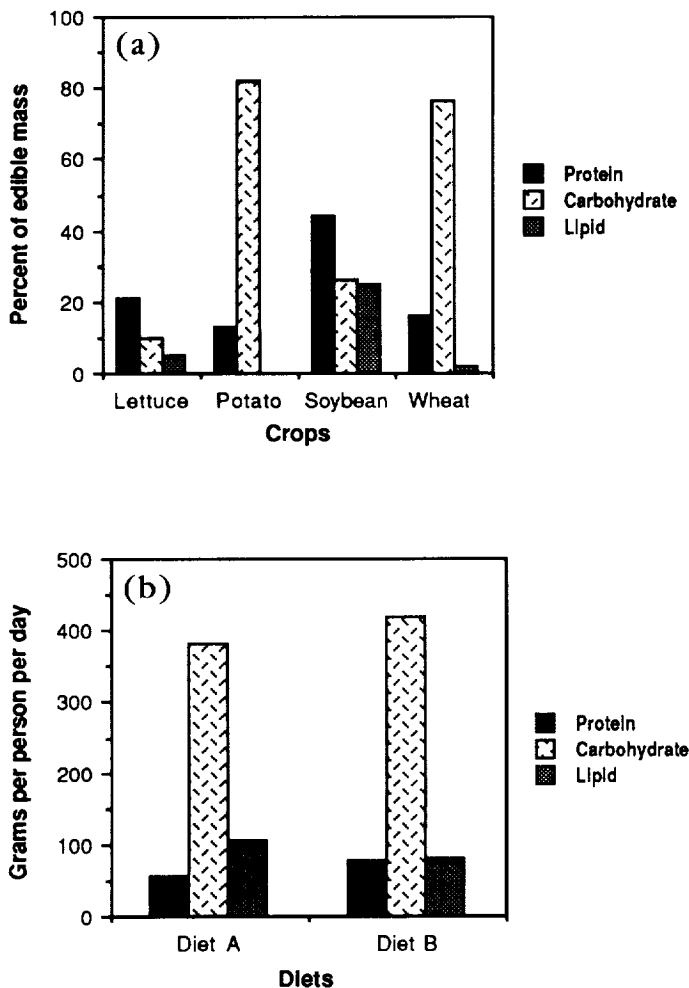 (a)
Percent of edible mass
100
80
60
40
20
0
Lettuce Potato Soybean Wheat
Crops
Protein
Carbohydrate
Lipid
(b)
Grams per person per day
500
400
300
200
100
0
Diet A Diet B
Diets
Protein
Carbohydrate
Lipid